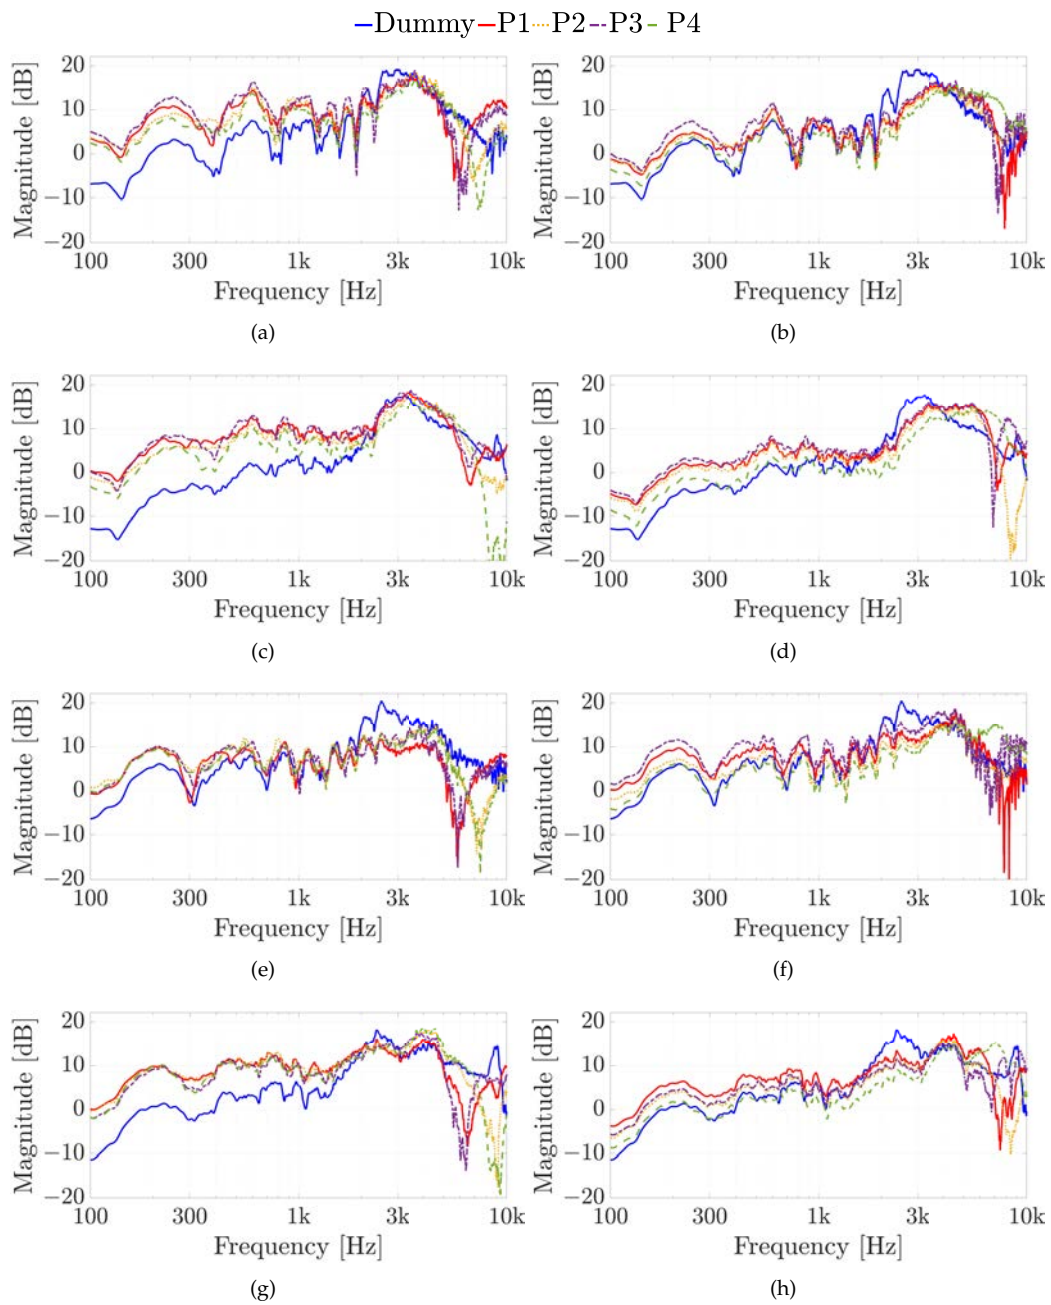 Dummy P1 P2 P3 P4
20 20
10 10
0 0
−10 −10
−20 −20
Magnitude [dB] Magnitude [dB]
100 300 1k 3k 10k 100 300 1k 3k 10k
Frequency [Hz] Frequency [Hz]
(a) (b)
20 20
10 10
0 0
−10 −10
−20 −20
Magnitude [dB] Magnitude [dB]
100 300 1k 3k 10k 100 300 1k 3k 10k
Frequency [Hz] Frequency [Hz]
(c) (d)
20 20
10 10
0 0
−10 −10
−20 −20
Magnitude [dB] Magnitude [dB]
100 300 1k 3k 10k 100 300 1k 3k 10k
Frequency [Hz] Frequency [Hz]
(e) (f)
20 20
10 10
0 0
−10 −10
−20 −20
Magnitude [dB] Magnitude [dB]
100 300 1k 3k 10k 100 300 1k 3k 10k
Frequency [Hz] Frequency [Hz]
(g) (h)